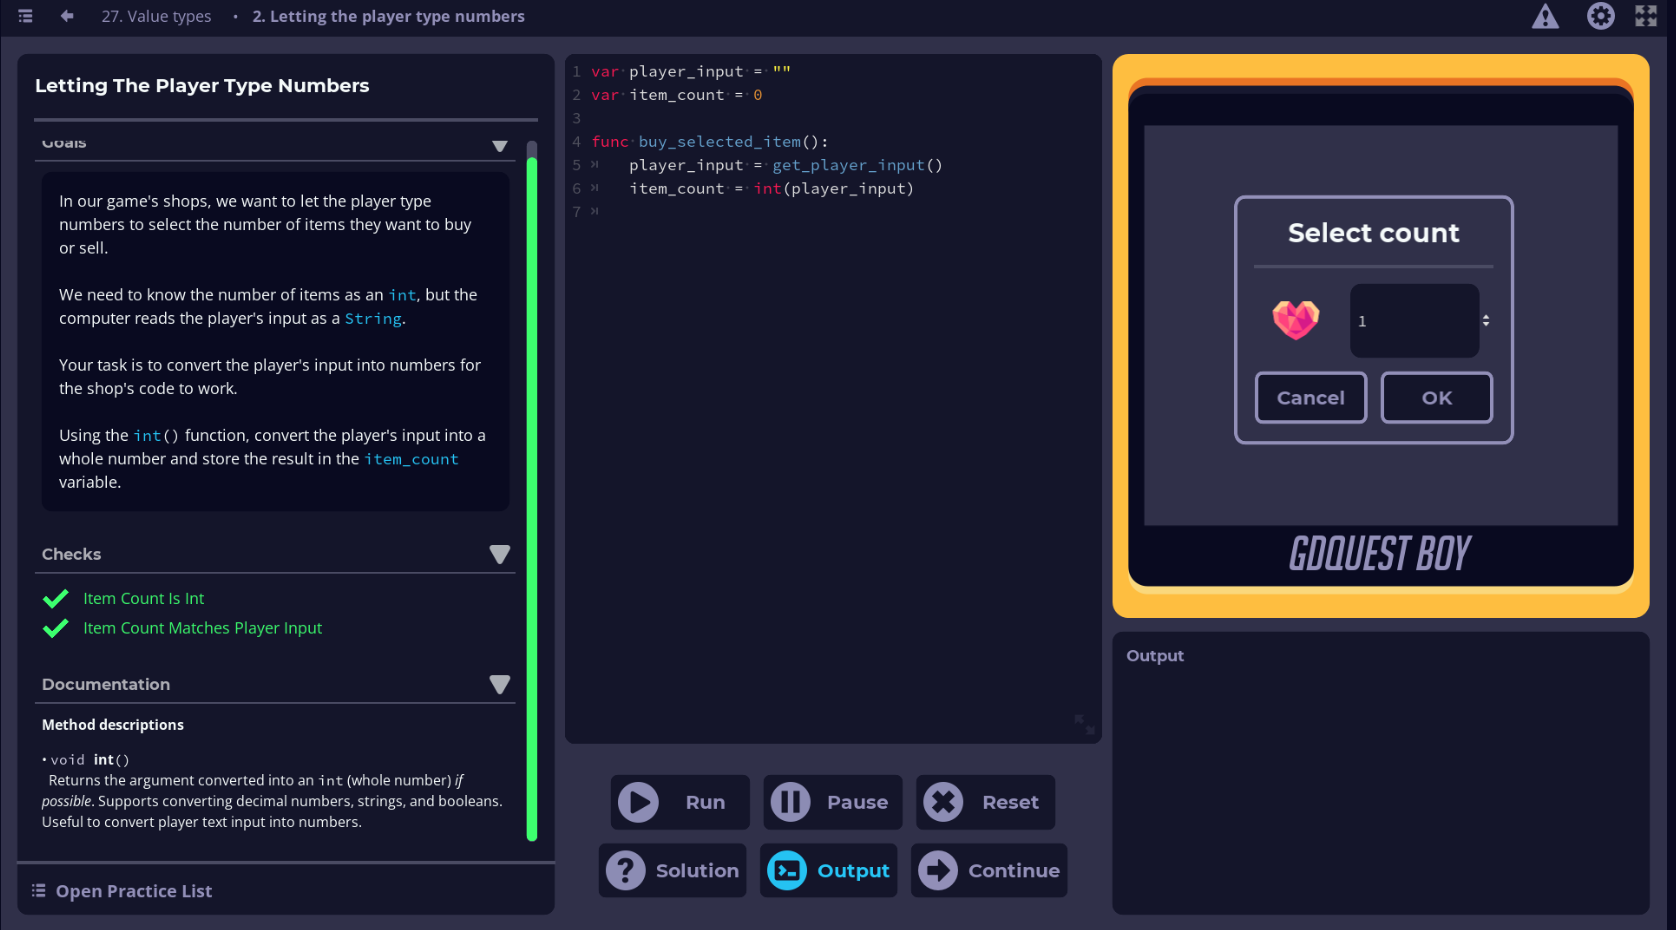 27. Value types • 2. Letting the player type numbers
Letting The Player Type Numbers
Goals
In our game's shops, we want to let the player type
numbers to select the number of items they want to buy
or sell.
We need to know the number of items as an int, but the
computer reads the player's input as a String.
Your task is to convert the player's input into numbers for
the shop's code to work.
Using the int() function, convert the player's input into a
whole number and store the result in the item_count
variable.
Checks
Item Count Is Int
Item Count Matches Player Input
Documentation
Method descriptions
• void int()
Returns the argument converted into an int (whole number) if
possible. Supports converting decimal numbers, strings, and booleans.
Useful to convert player text input into numbers.
Open Practice List
1 var player_input = ""
2 var item_count = 0
3
4 func buy_selected_item():
5 player_input = get_player_input()
6 item_count = int(player_input)
7
Run
Pause
Reset
Solution
Output
Continue
Select count
1
Cancel
OK
GDQUEST BOY
Output